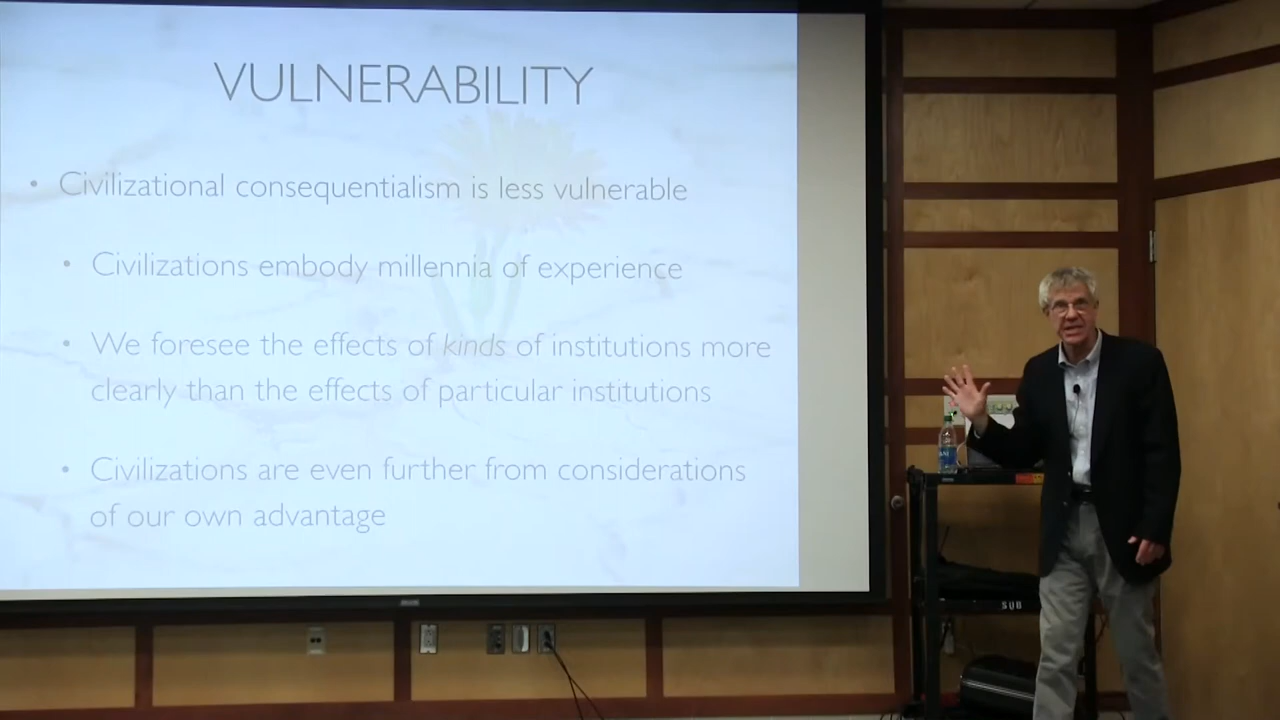 VULNERABILITY
• Civilizational consequentialism is less vulnerable
• Civilizations embody millennia of experience
• We foresee the effects of kinds of institutions more
clearly than the effects of particular institutions
• Civilizations are even further from considerations
of our own advantage
SUB